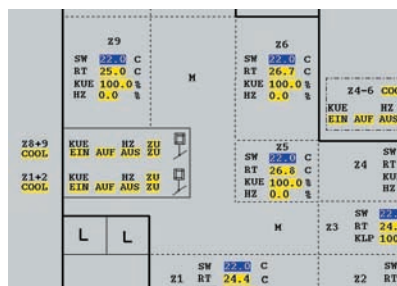 Z9
SW 22.0 C
RT 25.0 C
KUE 100.0 %
HZ 0.0 %
M
Z6
SW 22.0 C
RT 26.7 C
KUE 100.0 %
HZ 0.0 %
Z4-6 COO
KUE HZ
EIN AUF AUS
Z8+9 KUE HZ ZU
COOL EIN AUF AUS ZU
Z1+2 KUE HZ ZU
COOL EIN AUF AUS ZU
Z5
SW 22.0 C
RT 26.8 C
KUE 100.0 %
HZ 0.0 %
Z4
SW
RT
KU
HZ
L L
M
Z3
SW 22.
RT 24.
KLP 100
Z1
SW 22.0 C
RT 24.4 C
Z2
SW
RT